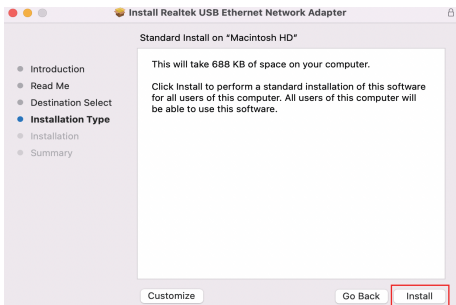 Install Realtek USB Ethernet Network Adapter
Standard Install on “Macintosh HD”
Introduction
Read Me
Destination Select
Installation Type
Installation
Summary
This will take 688 KB of space on your computer.
Click Install to perform a standard installation of this software
for all users of this computer. All users of this computer will
be able to use this software.
Customize
Go Back
Install